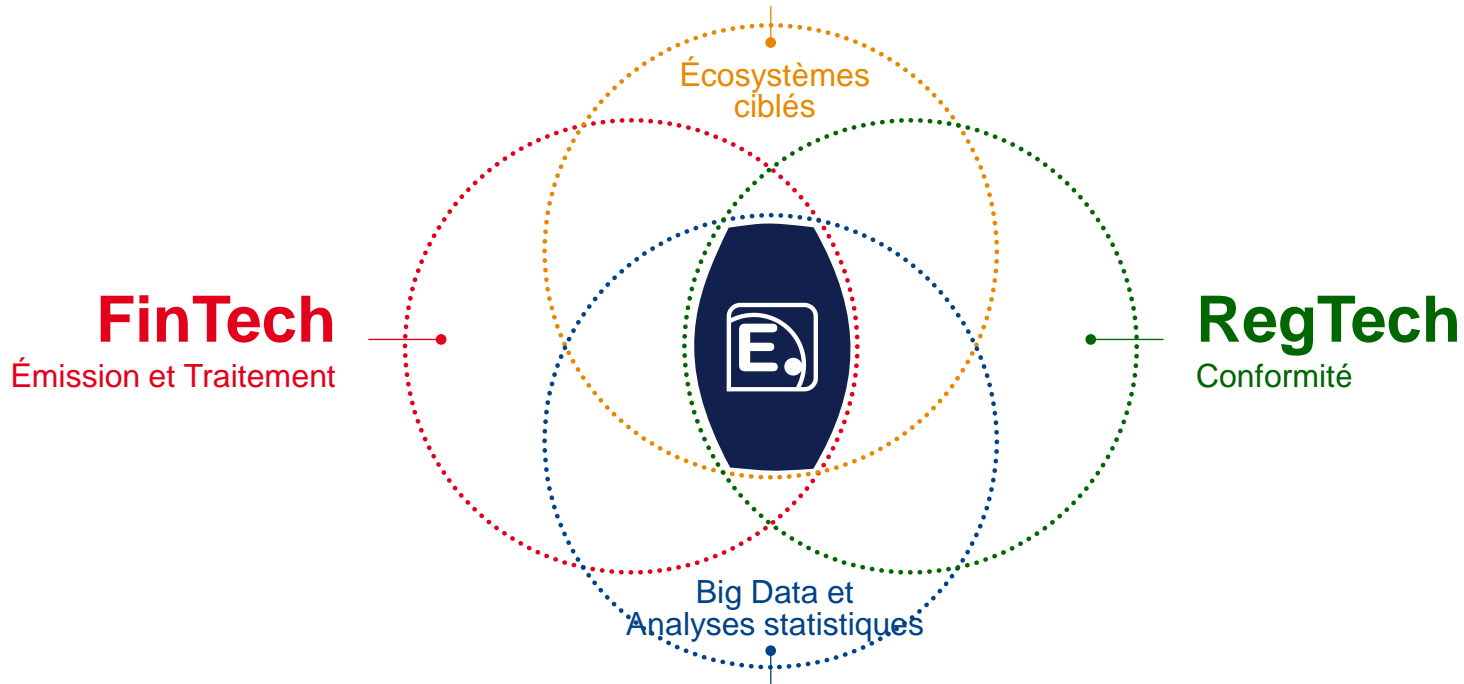 Écosystèmes
ciblés
FinTech
Émission et Traitement
E.
RegTech
Conformité
Big Data et
Analyses statistiques